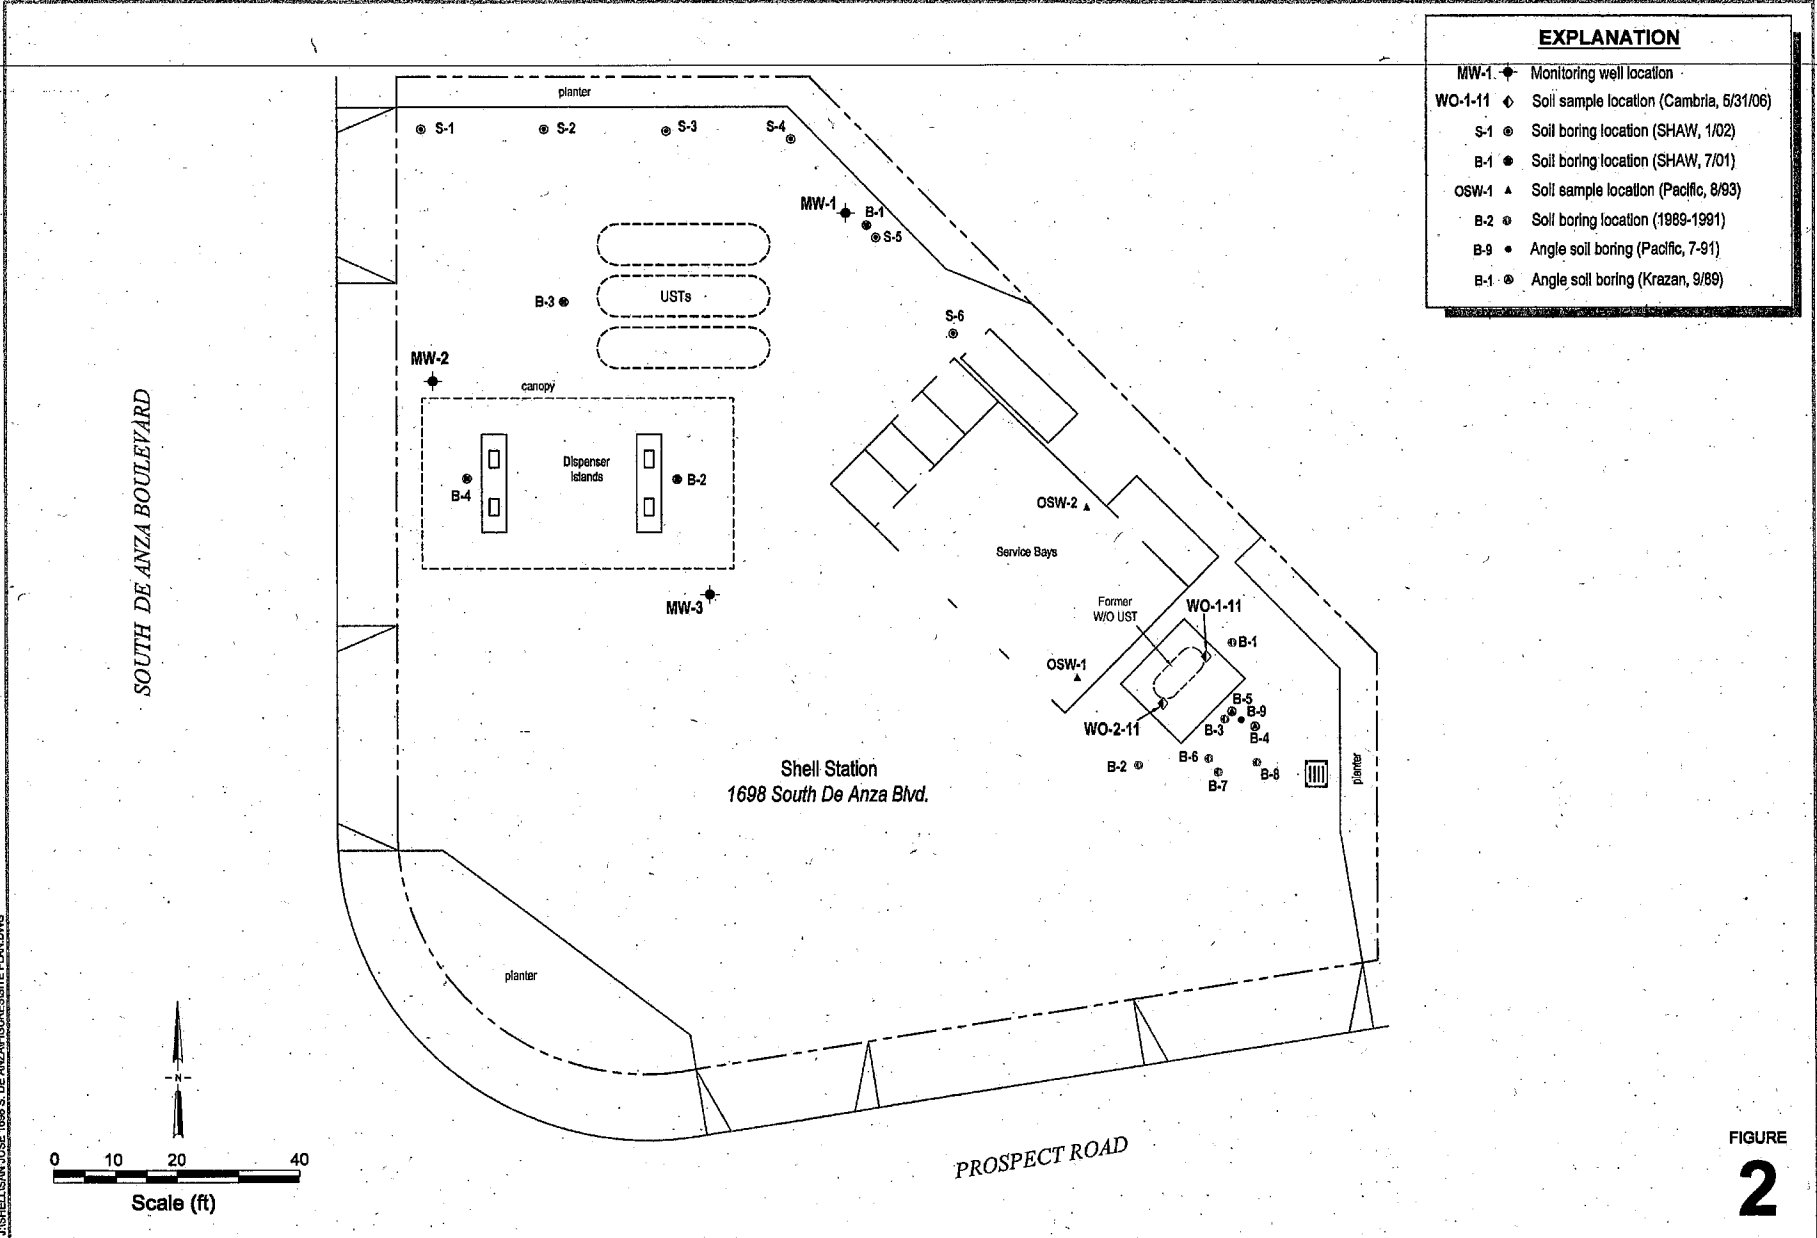 EXPLANATION
MW-1 Monitoring well location
WO-1-11 Soil sample location (Cambria, 5/31/06)
S-1 Soil boring location (SHAW, 1/02)
B-1 Soil boring location (SHAW, 7/01)
OSW-1 Soil sample location (Pacific, 8/93)
B-2 Soil boring location (1989-1991)
B-9 Angle soil boring (Pacific, 7-91)
B-1 Angle soil boring (Krazan, 9/89)
planter
S-1
S-2
S-3
S-4
MW-1
B-1
S-5
USTs
B-3
S-6
MW-2
canopy
Dispenser
Islands
B-4
B-2
OSW-2
Service Bays
MW-3
Former
W/O UST
WO-1-11
B-1
OSW-1
B-5
B-9
B-3
B-4
WO-2-11
B-2
B-6
B-7
B-8
planter
Shell Station
1698 South De Anza Blvd.
SOUTH DE ANZA BOULEVARD
planter
N
0 10 20 40
Scale (ft)
PROSPECT ROAD
FIGURE
2